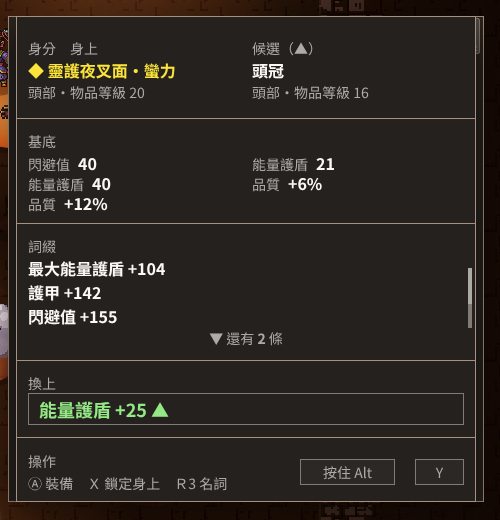 身分 身上 候選（▲）
◆ 靈護夜叉面・蠻力 頭冠
頭部・物品等級 20 頭部・物品等級 16
基底
閃避值 40 能量護盾 21
能量護盾 40 品質 +6%
品質 +12%
詞綴
最大能量護盾 +104
護甲 +142
閃避值 +155
▼ 還有 2 條
換上
能量護盾 +25 ▲
操作
Ⓐ 裝備 X 鎖定身上 R3 名詞 按住 Alt Y